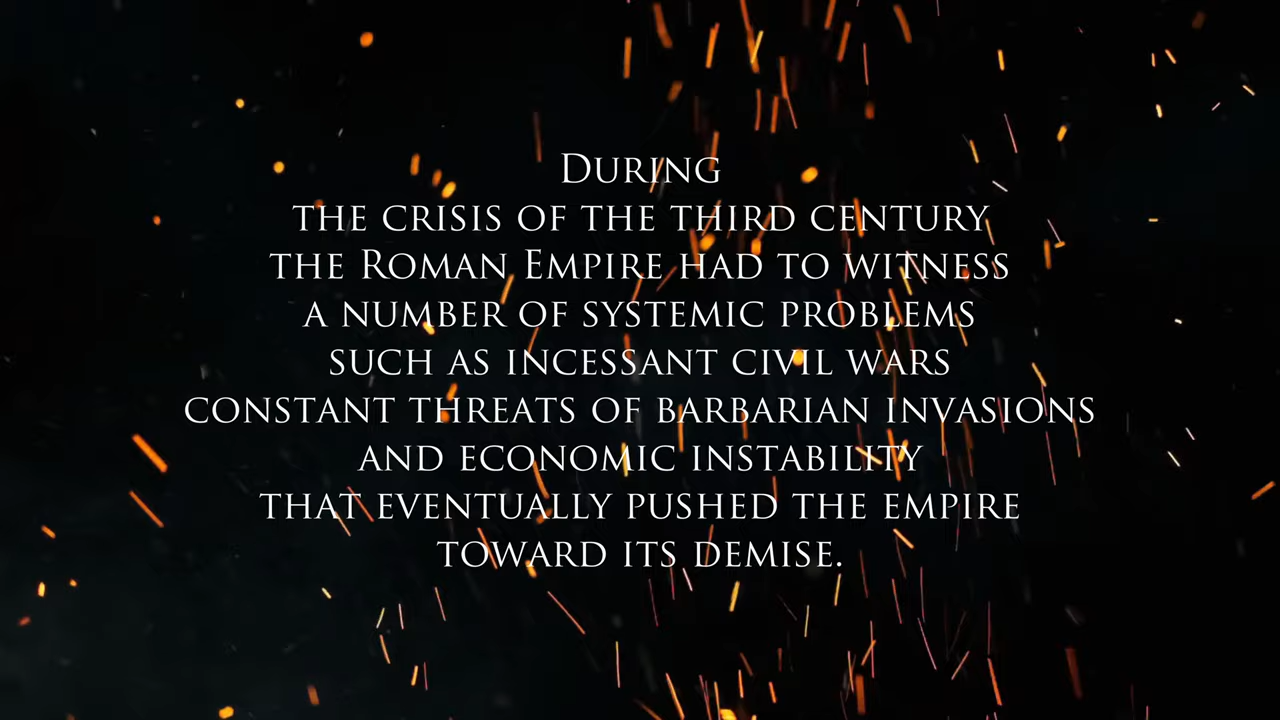 During
the crisis of the third century
the Roman Empire had to witness
a number of systemic problems
such as incessant civil wars
constant threats of barbarian invasions
and economic instability
that eventually pushed the empire
toward its demise.